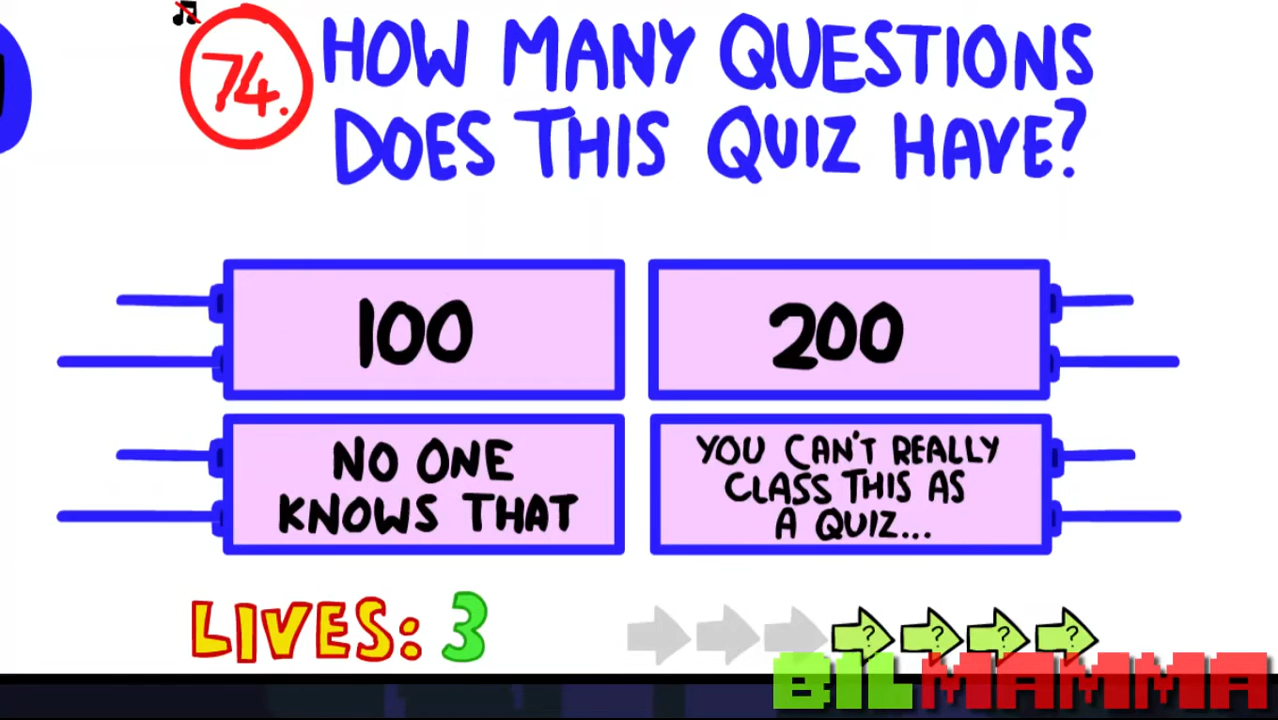 74.
HOW MANY QUESTIONS
DOES THIS QUIZ HAVE?
100
200
NO ONE
KNOWS THAT
YOU CAN'T REALLY
CLASS THIS AS
A QUIZ...
LIVES: 3
? ? ? ?
BILMAMMA